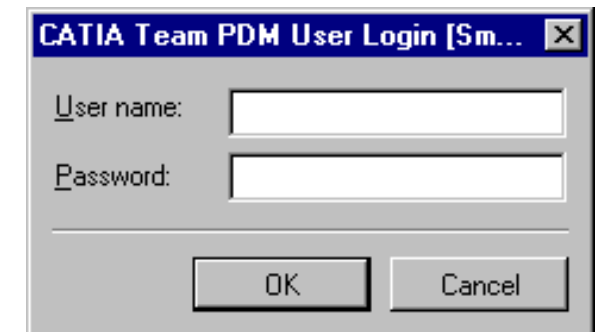 CATIA Team PDM User Login [Sm...
User name:
Password:
OK Cancel